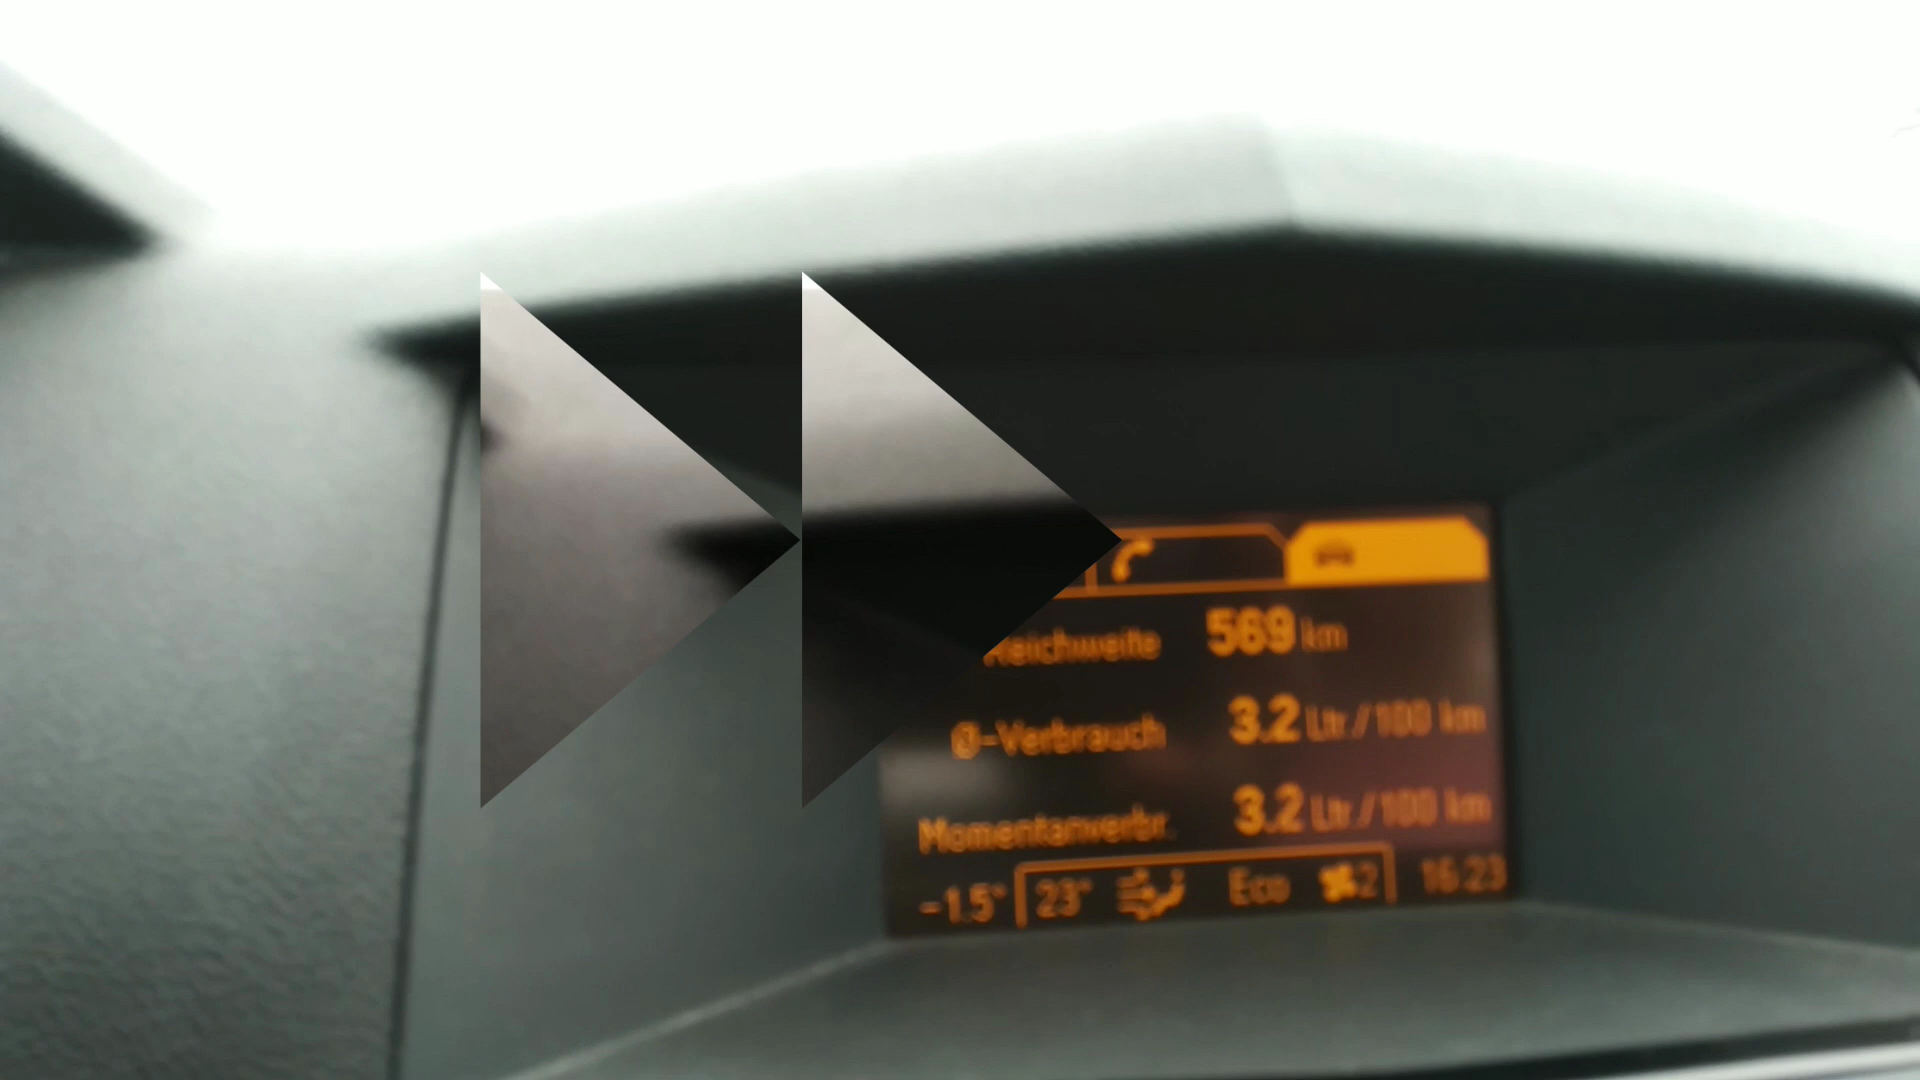 Reichweite 569 km
Ø-Verbrauch 3.2 Ltr./100 km
Momentanverbr. 3.2 Ltr./100 km
-1.5° 23° Eco 2 16:23